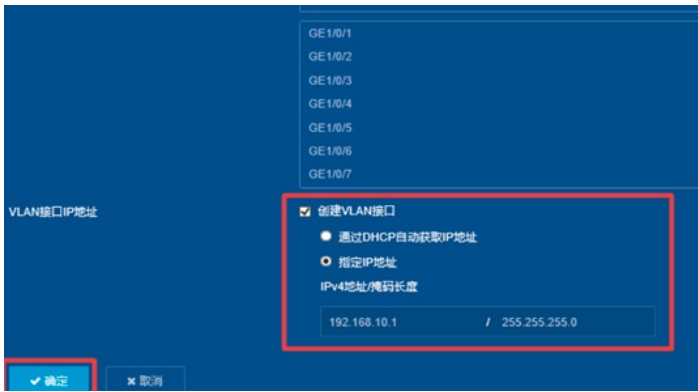 GE1/0/1
GE1/0/2
GE1/0/3
GE1/0/4
GE1/0/5
GE1/0/6
GE1/0/7
VLAN接口IP地址
创建VLAN接口
通过DHCP自动获取IP地址
指定IP地址
IPv4地址/掩码长度
192.168.10.1 / 255.255.255.0
确定 取消